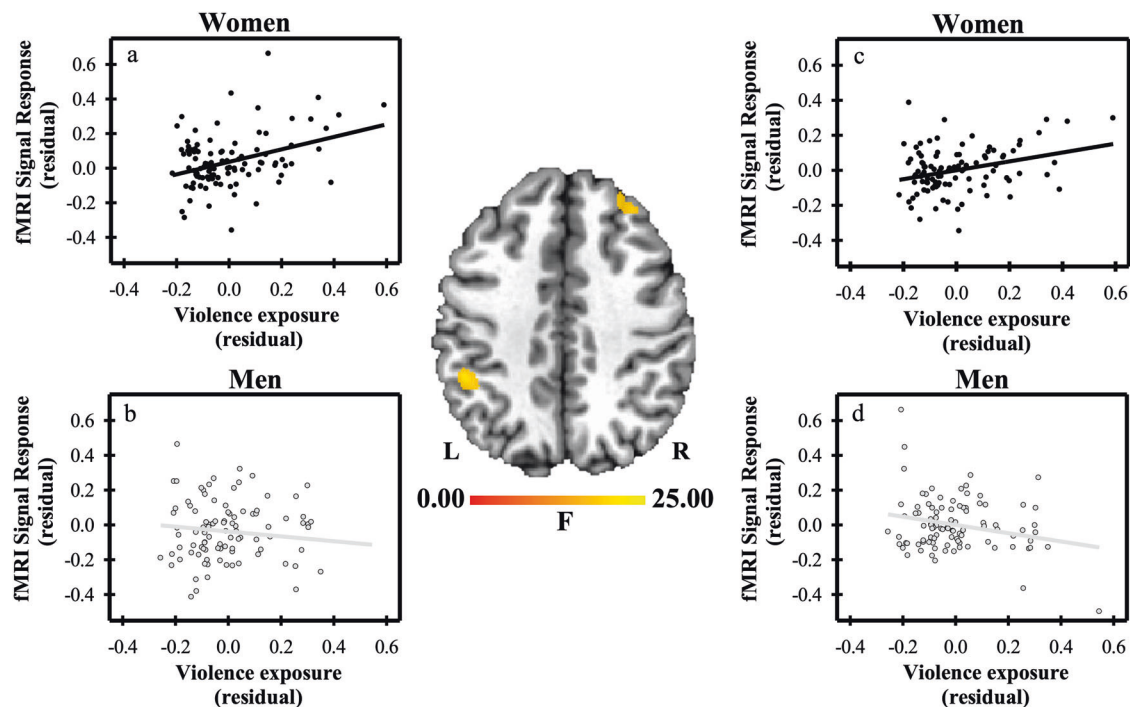 Women
a
fMRI Signal Response
(residual)
0.6
0.4
0.2
0.0
-0.2
-0.4
-0.4 -0.2 0.0 0.2 0.4 0.6
Violence exposure
(residual)
Men
b
fMRI Signal Response
(residual)
0.6
0.4
0.2
0.0
-0.2
-0.4
-0.4 -0.2 0.0 0.2 0.4 0.6
Violence exposure
(residual)
L R
0.00 25.00
F
Women
c
fMRI Signal Response
(residual)
0.6
0.4
0.2
0.0
-0.2
-0.4
-0.4 -0.2 0.0 0.2 0.4 0.6
Violence exposure
(residual)
Men
d
fMRI Signal Response
(residual)
0.6
0.4
0.2
0.0
-0.2
-0.4
-0.4 -0.2 0.0 0.2 0.4 0.6
Violence exposure
(residual)